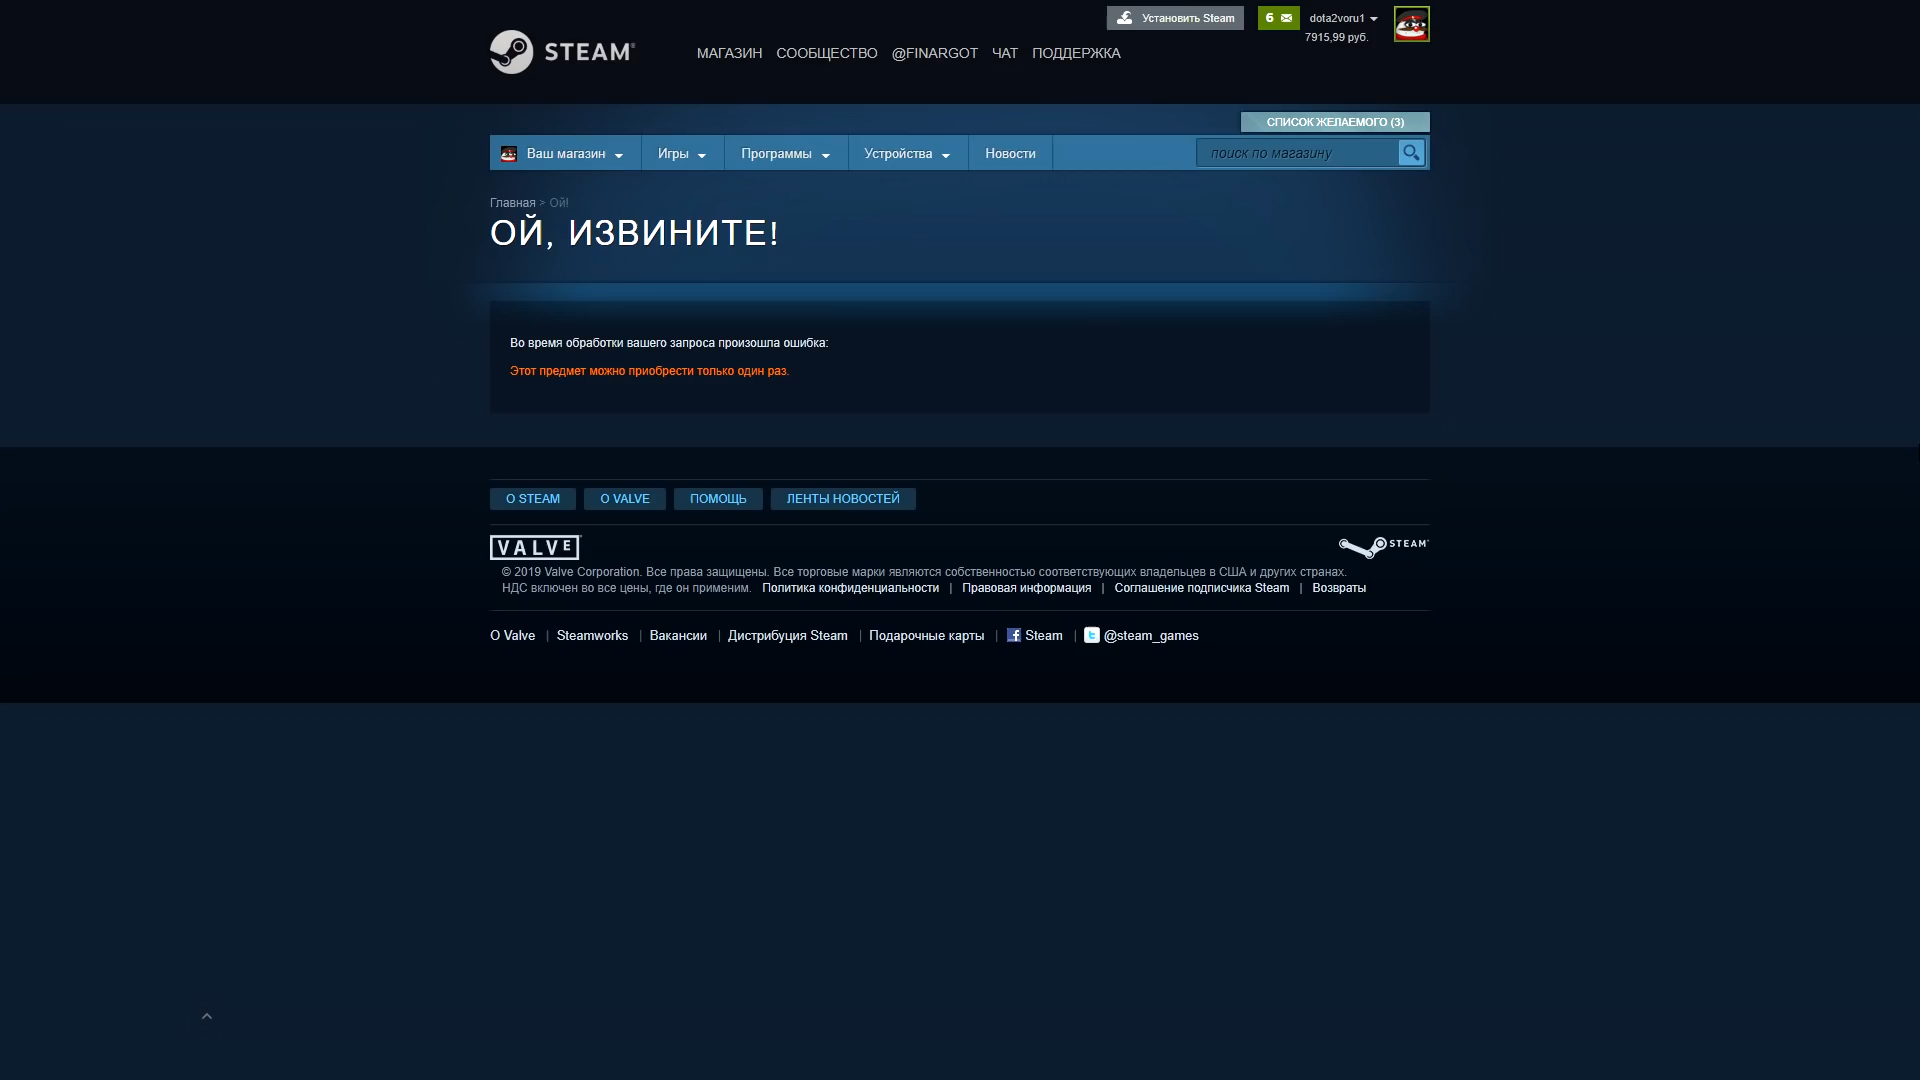 Установить Steam
6
dota2voru1
7915,99 руб.
STEAM®
МАГАЗИН СООБЩЕСТВО @FINARGOT ЧАТ ПОДДЕРЖКА
СПИСОК ЖЕЛАЕМОГО (3)
Ваш магазин Игры Программы Устройства Новости поиск по магазину
Главная > Ой!
ОЙ, ИЗВИНИТЕ!
Во время обработки вашего запроса произошла ошибка:
Этот предмет можно приобрести только один раз.
О STEAM О VALVE ПОМОЩЬ ЛЕНТЫ НОВОСТЕЙ
VALVE
STEAM
© 2019 Valve Corporation. Все права защищены. Все торговые марки являются собственностью соответствующих владельцев в США и других странах.
НДС включен во все цены, где он применим. Политика конфиденциальности | Правовая информация | Соглашение подписчика Steam | Возвраты
О Valve | Steamworks | Вакансии | Дистрибуция Steam | Подарочные карты | Steam | @steam_games